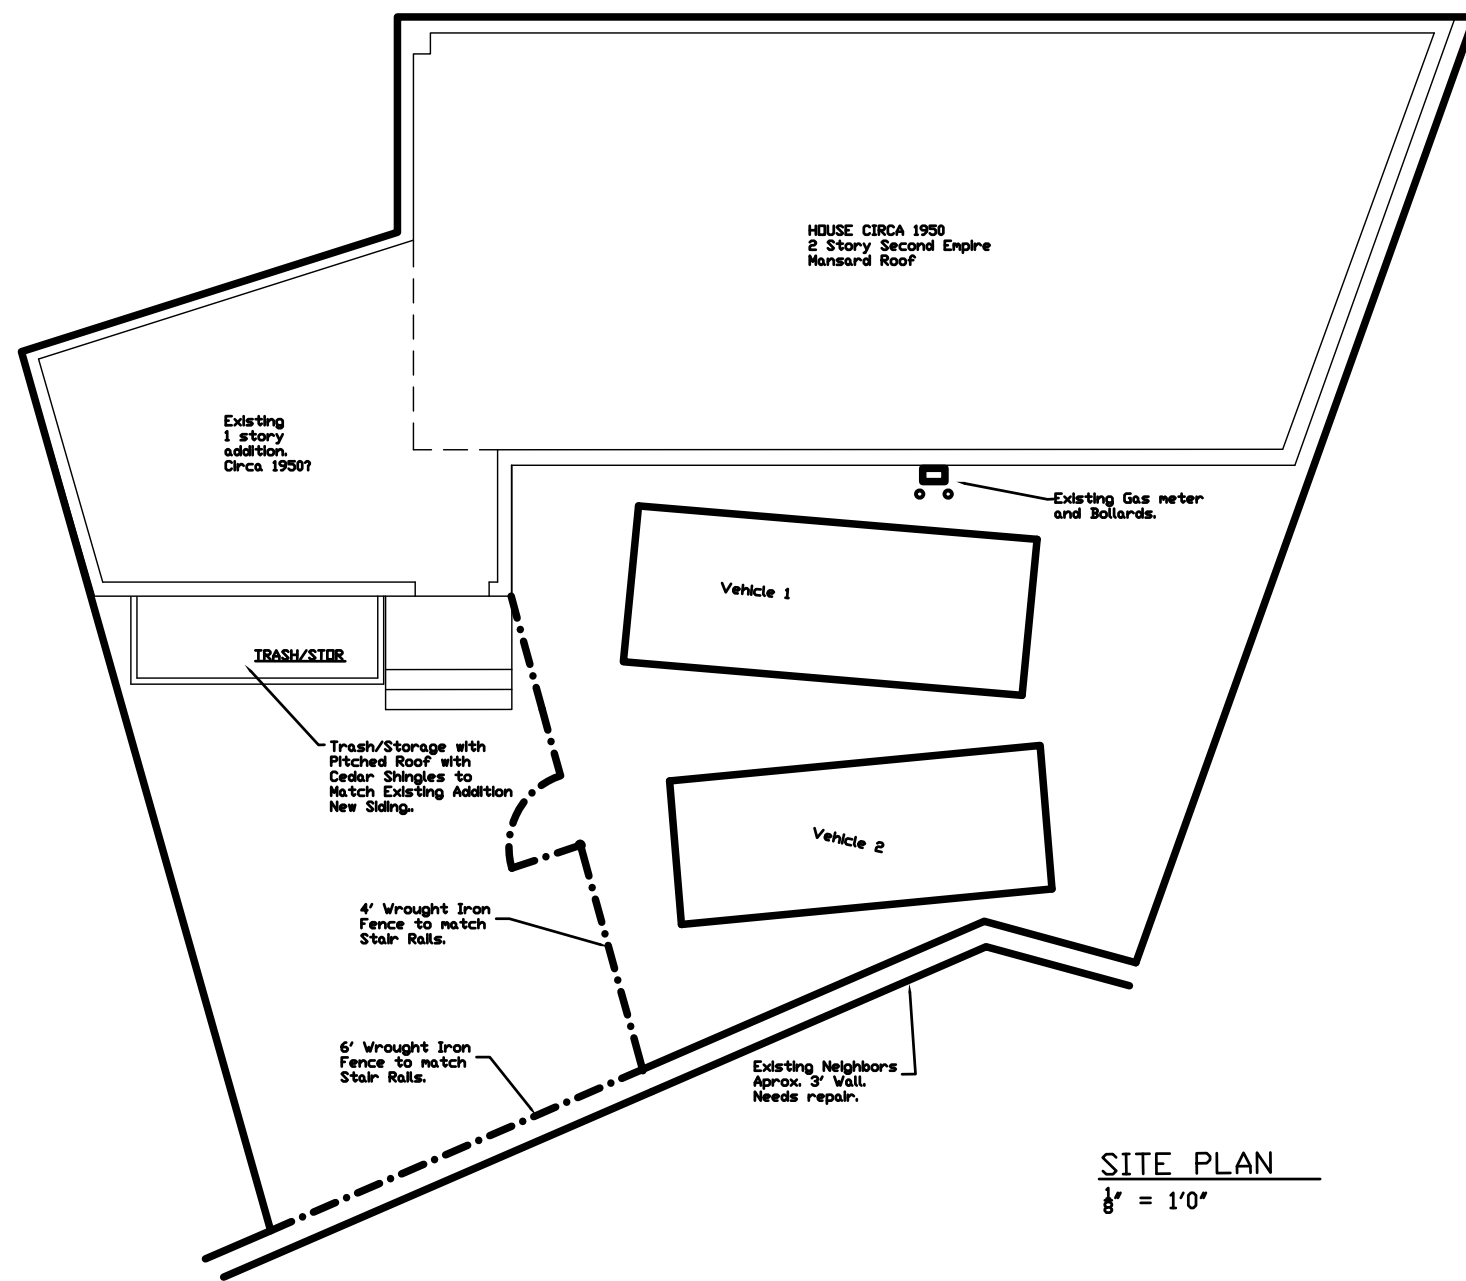 HOUSE CIRCA 1950
2 Story Second Empire
Mansard Roof
Existing
1 story
addition.
Circa 1950?
Existing Gas meter
and Bollards.
Vehicle 1
TRASH/STOR
Trash/Storage with
Pitched Roof with
Cedar Shingles to
Match Existing Addition
New Siding..
Vehicle 2
4' Wrought Iron
Fence to match
Stair Rails.
6' Wrought Iron
Fence to match
Stair Rails.
Existing Neighbors
Aprox. 3' Wall.
Needs repair.
SITE PLAN
1/8" = 1'0"